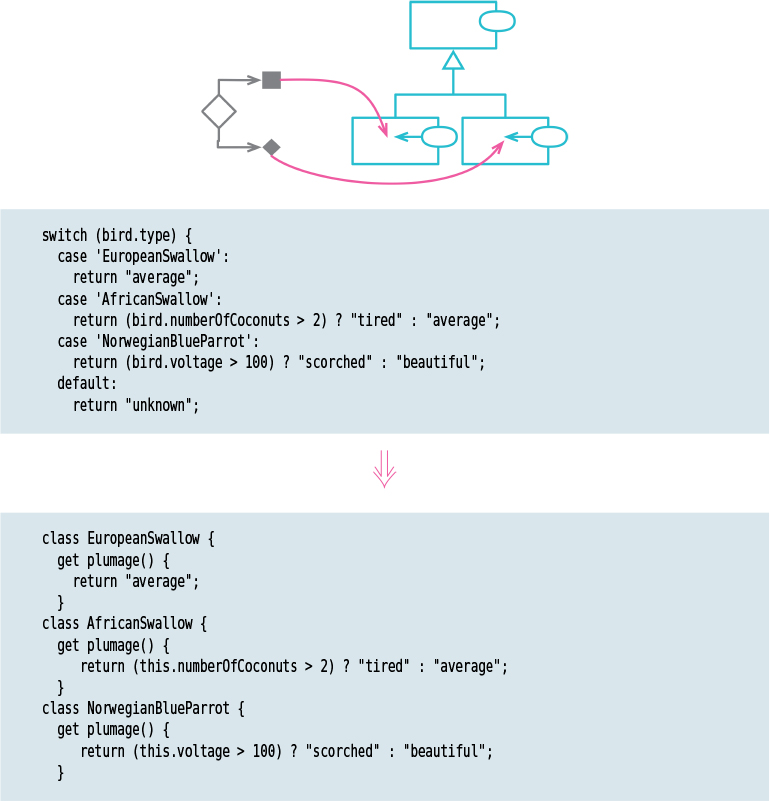 switch (bird.type) {
  case 'EuropeanSwallow':
    return "average";
  case 'AfricanSwallow':
    return (bird.numberOfCoconuts > 2) ? "tired" : "average";
  case 'NorwegianBlueParrot':
    return (bird.voltage > 100) ? "scorched" : "beautiful";
  default:
    return "unknown";
class EuropeanSwallow {
  get plumage() {
    return "average";
  }
class AfricanSwallow {
  get plumage() {
     return (this.numberOfCoconuts > 2) ? "tired" : "average";
  }
class NorwegianBlueParrot {
  get plumage() {
     return (this.voltage > 100) ? "scorched" : "beautiful";
  }